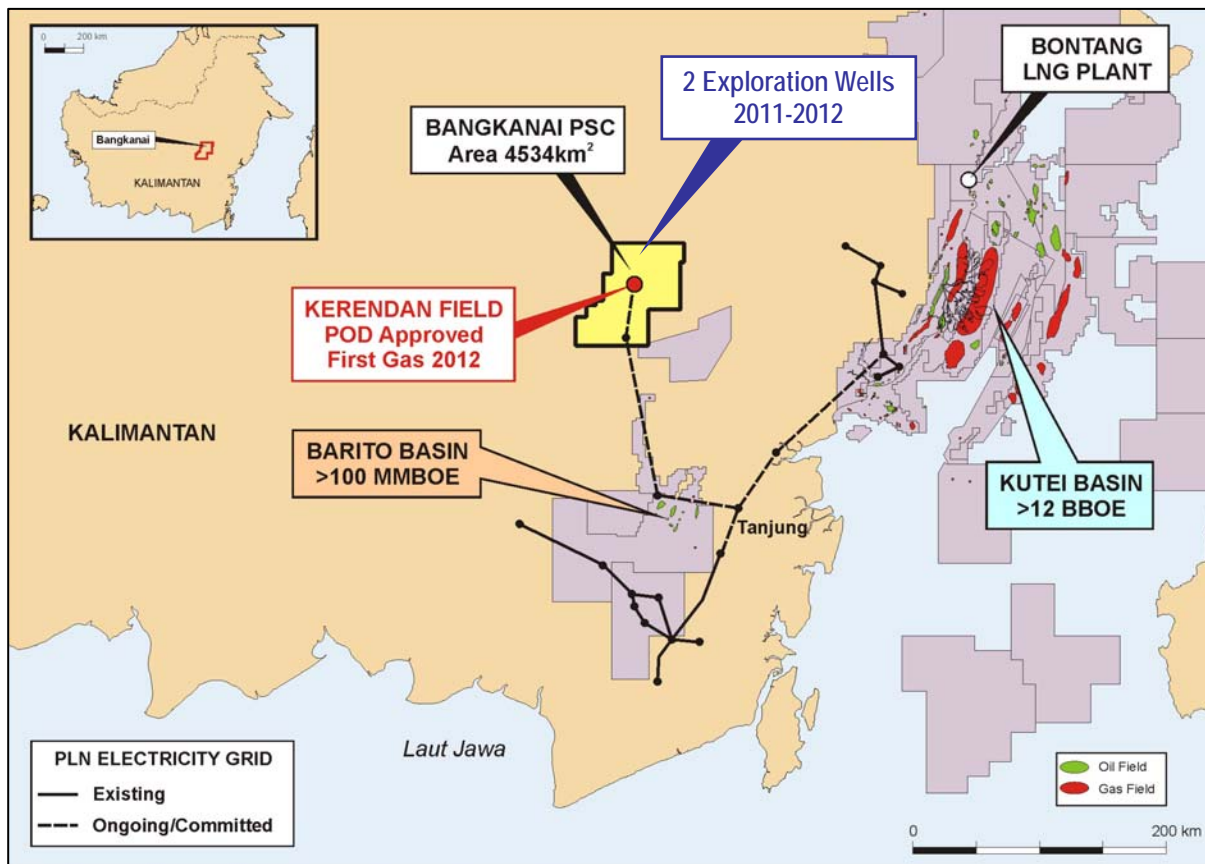 0 200 km
Bangkanai
KALIMANTAN
2 Exploration Wells
2011-2012
BONTANG
LNG PLANT
BANGKANAI PSC
Area 4534km²
KERENDAN FIELD
POD Approved
First Gas 2012
KALIMANTAN
BARITO BASIN
>100 MMBOE
KUTEI BASIN
>12 BBOE
Tanjung
Laut Jawa
PLN ELECTRICITY GRID
Existing
Ongoing/Committed
Oil Field
Gas Field
0 200 km